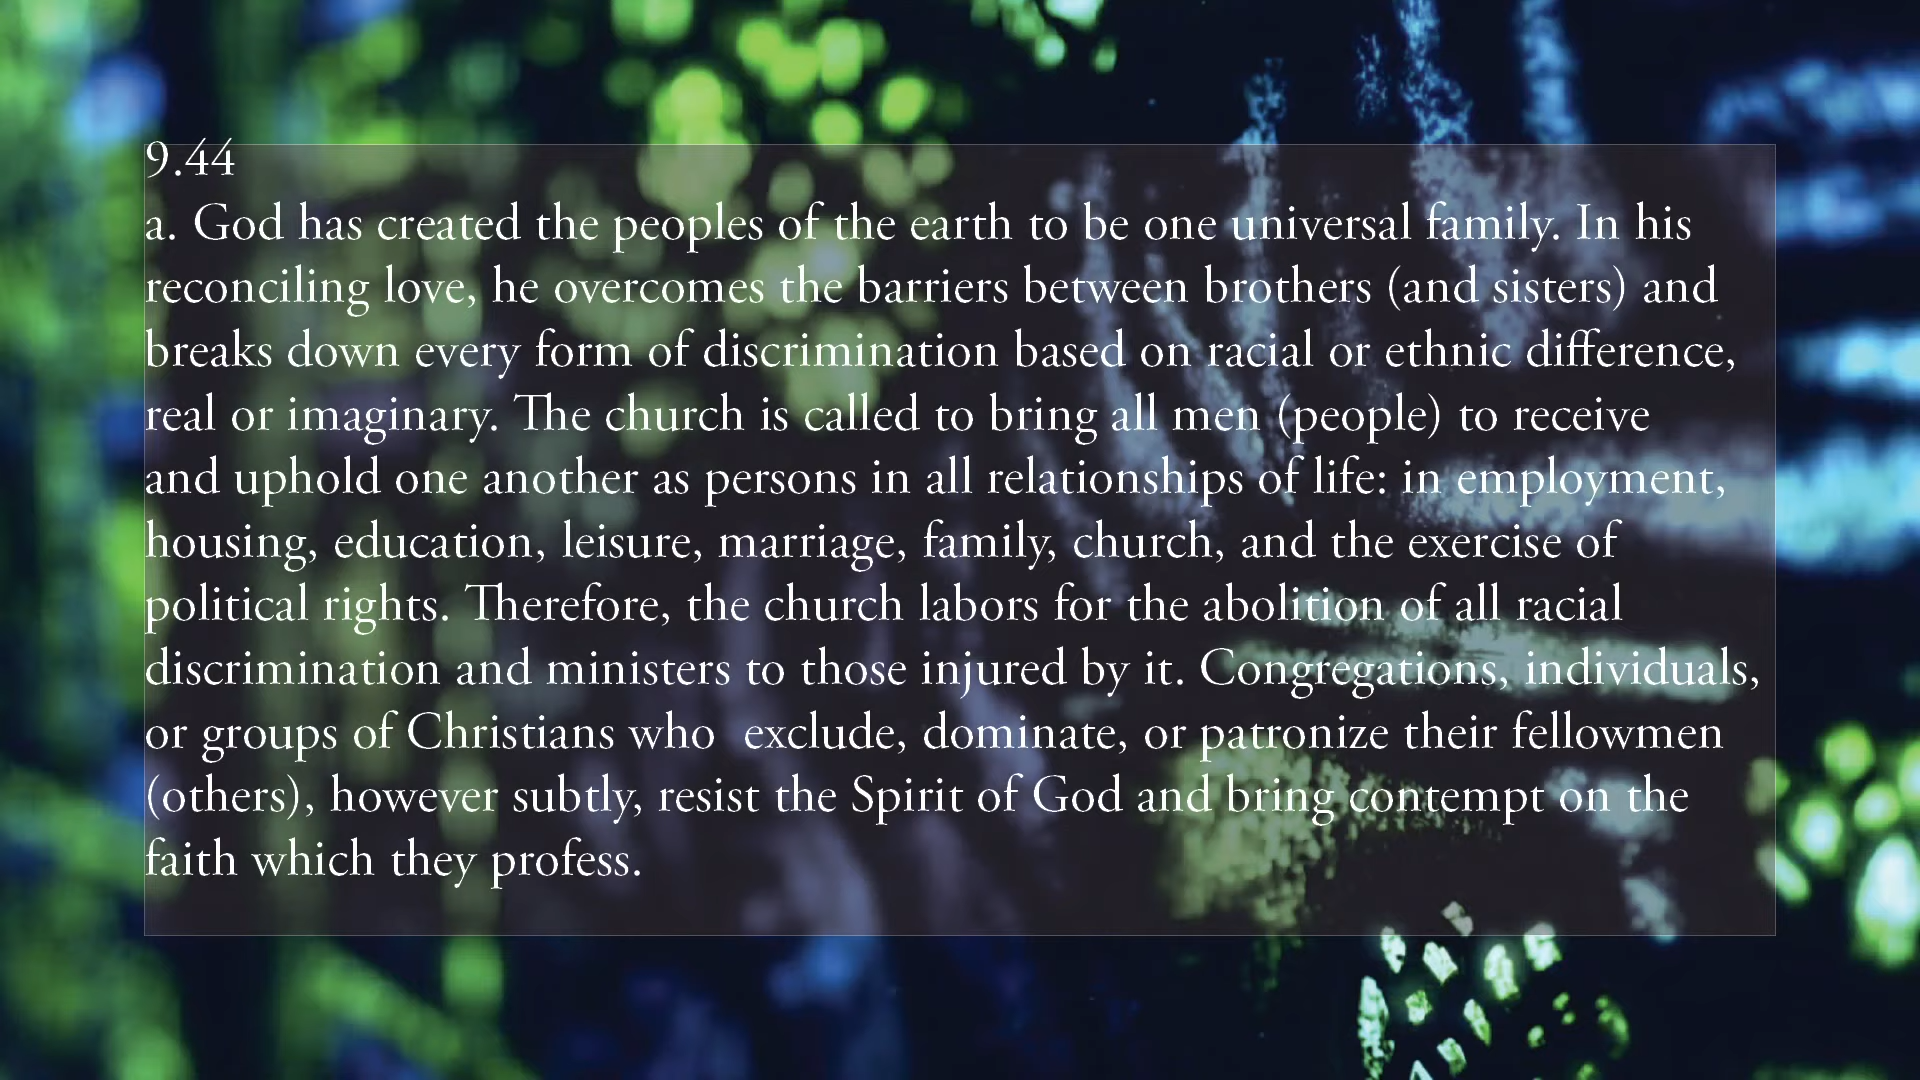 9.44
a. God has created the peoples of the earth to be one universal family. In his
reconciling love, he overcomes the barriers between brothers (and sisters) and
breaks down every form of discrimination based on racial or ethnic difference,
real or imaginary. The church is called to bring all men (people) to receive
and uphold one another as persons in all relationships of life: in employment,
housing, education, leisure, marriage, family, church, and the exercise of
political rights. Therefore, the church labors for the abolition of all racial
discrimination and ministers to those injured by it. Congregations, individuals,
or groups of Christians who  exclude, dominate, or patronize their fellowmen
(others), however subtly, resist the Spirit of God and bring contempt on the
faith which they profess.